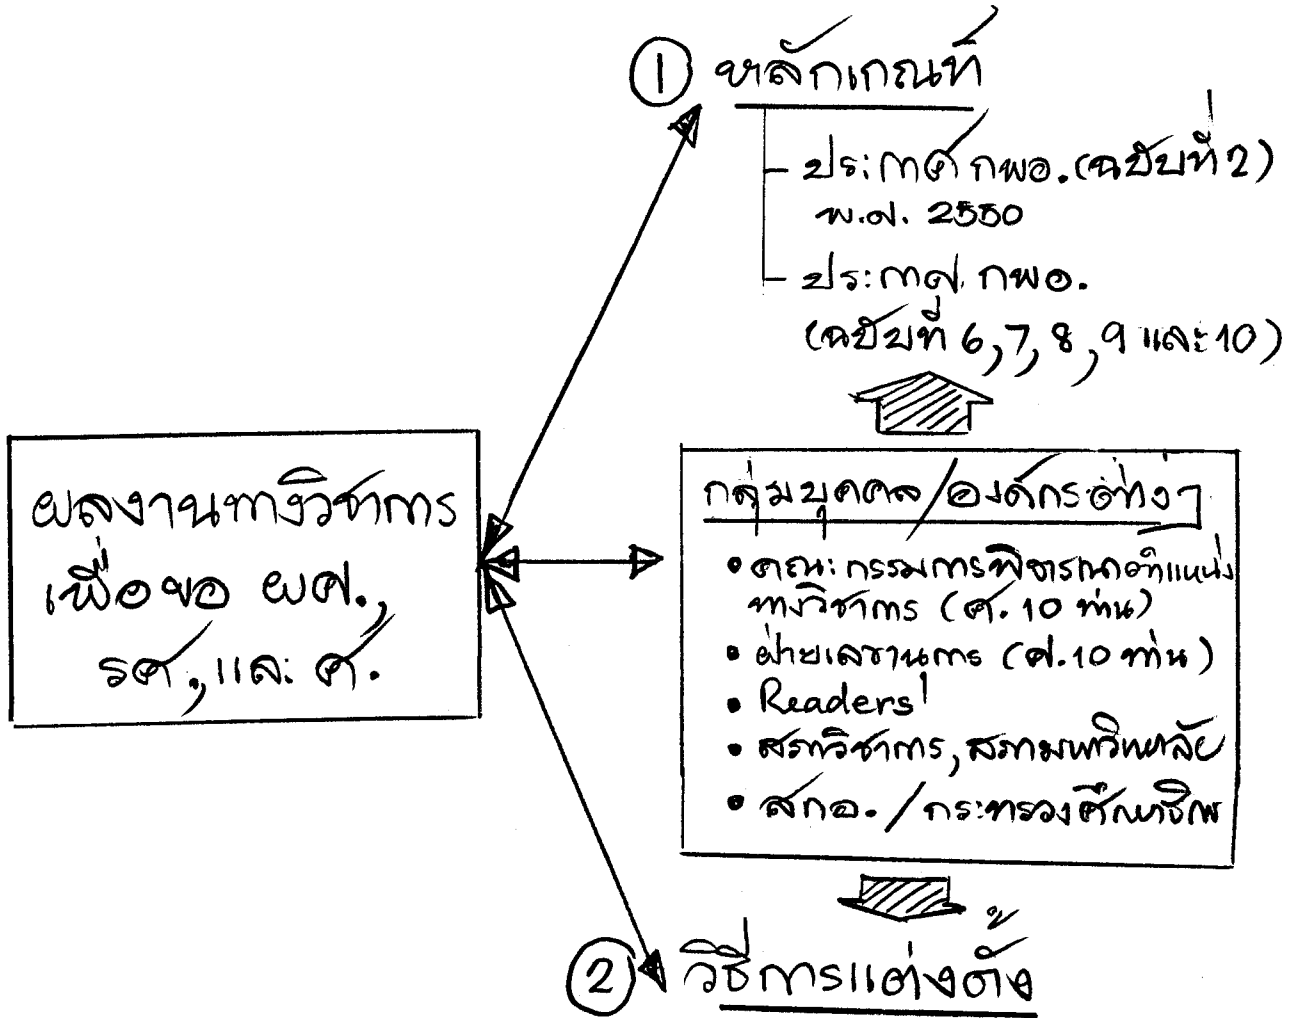 ① หลักเกณฑ์
- ประกาศ กพอ. (ฉบับที่ 2)
พ.ศ. 2550
- ประกาศ กพอ.
(ฉบับที่ 6, 7, 8, 9 และ 10)
ผลงานทางวิชาการ
เพื่อขอ ผศ.,
รศ., และ ศ.
กลุ่มบุคคล/องค์กรต่างๆ
• คณะกรรมการพิจารณาตำแหน่ง
ทางวิชาการ (ศ. 10 ท่าน)
• ฝ่ายเลขานุการ (ศ. 10 ท่าน)
• Readers'
• สภาวิชาการ, สภามหาวิทยาลัย
• สกอ. / กระทรวงศึกษาธิการ
② วิธีการแต่งตั้ง